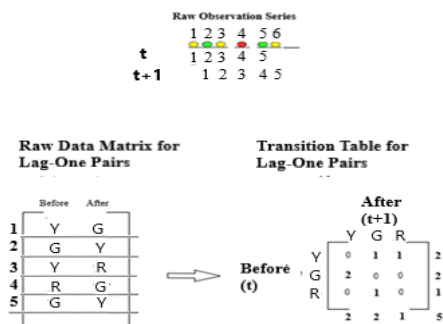 Raw Observation Series
1 2 3 4 5 6
t 1 2 3 4 5
t+1 1 2 3 4 5
Raw Data Matrix for
Lag-One Pairs
Before After
1 Y G
2 G Y
3 Y R
4 R G
5 G Y
Transition Table for
Lag-One Pairs
After
(t+1)
Y G R
Before
(t)
Y 0 1 1 2
G 2 0 0 2
R 0 1 0 1
2 2 1 5